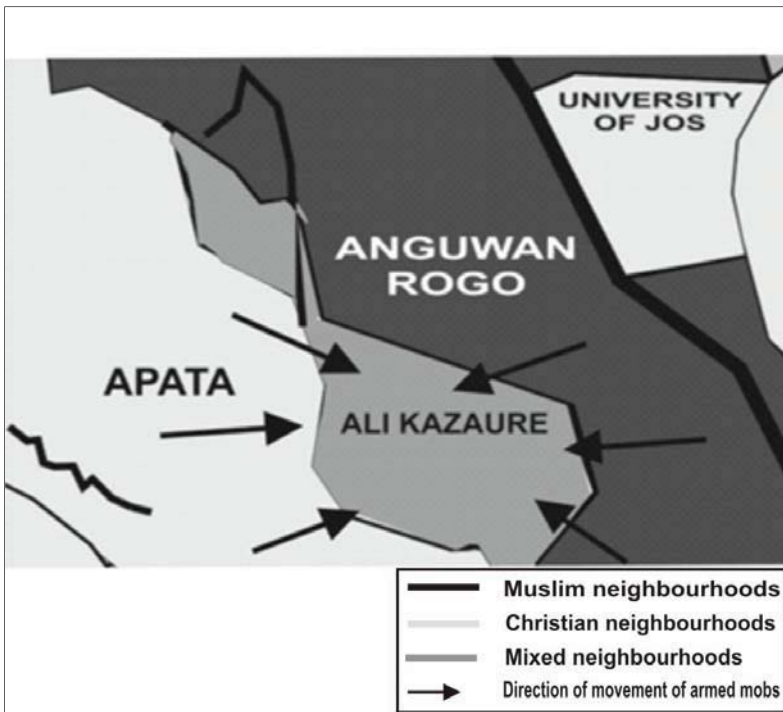 UNIVERSITY
OF JOS
ANGUWAN
ROGO
APATA
ALI KAZAURE
Muslim neighbourhoods
Christian neighbourhoods
Mixed neighbourhoods
Direction of movement of armed mobs